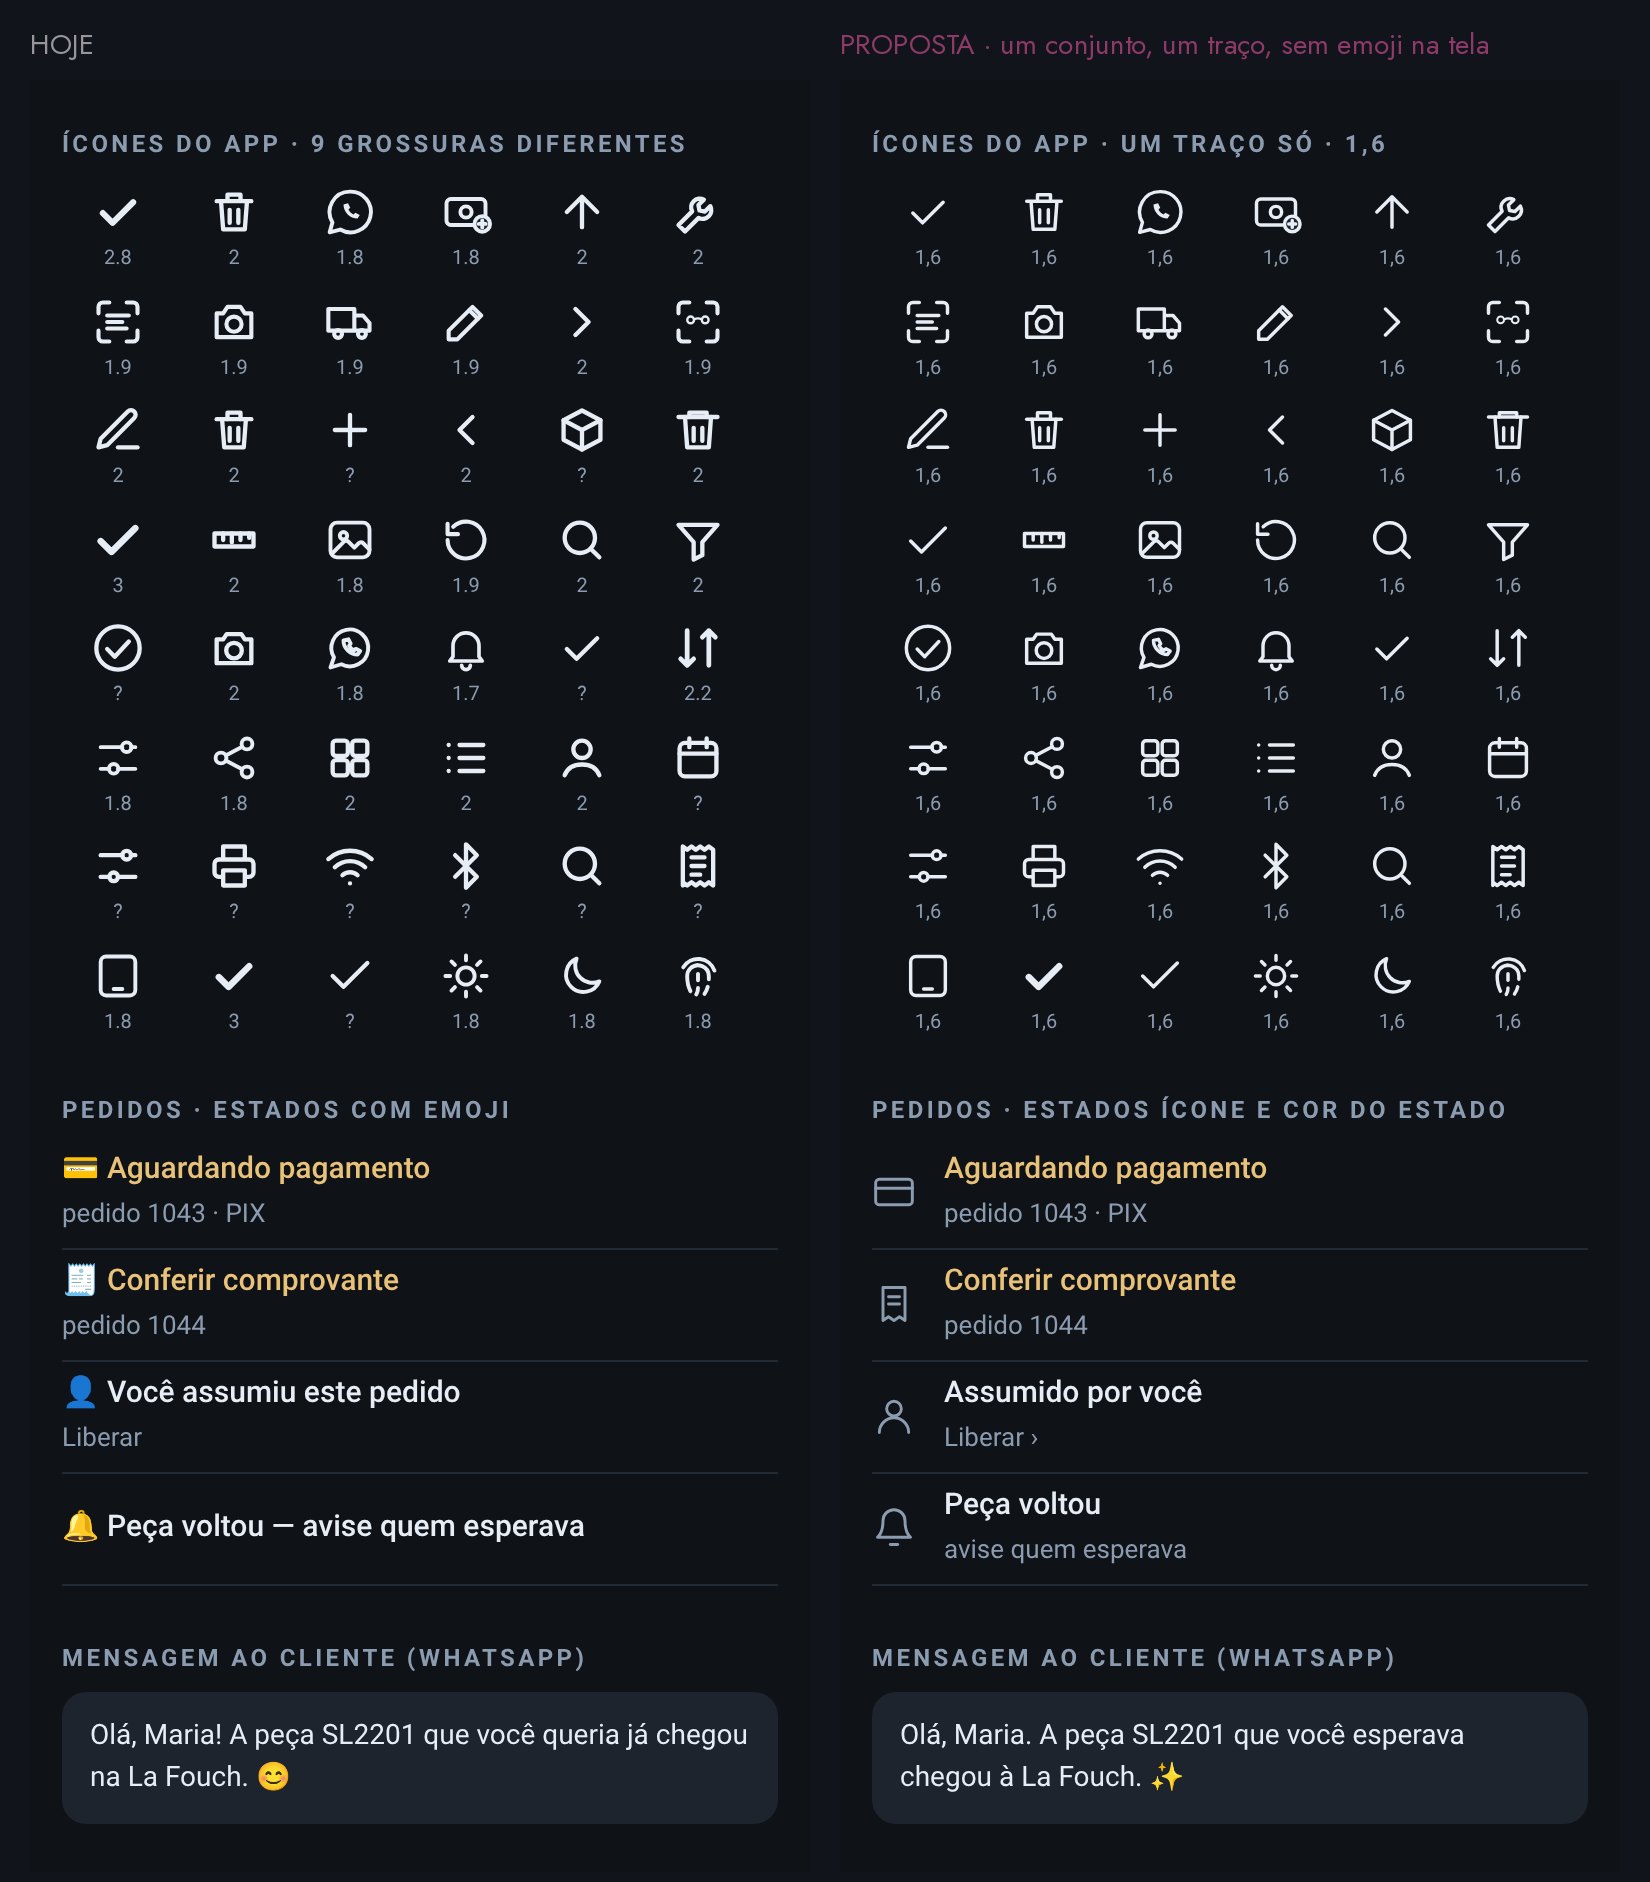 HOJE
PROPOSTA · um conjunto, um traço, sem emoji na tela
ÍCONES DO APP · 9 GROSSURAS DIFERENTES
2.8 2 1.8 1.8 2 2
1.9 1.9 1.9 1.9 2 1.9
2 2 ? 2 ? 2
3 2 1.8 1.9 2 2
? 2 1.8 1.7 ? 2.2
1.8 1.8 2 2 2 ?
? ? ? ? ? ?
1.8 3 ? 1.8 1.8 1.8
PEDIDOS · ESTADOS COM EMOJI
💳 Aguardando pagamento
pedido 1043 · PIX
🧾 Conferir comprovante
pedido 1044
👤 Você assumiu este pedido
Liberar
🔔 Peça voltou — avise quem esperava
MENSAGEM AO CLIENTE (WHATSAPP)
Olá, Maria! A peça SL2201 que você queria já chegou
na La Fouch. 😊
ÍCONES DO APP · UM TRAÇO SÓ · 1,6
1,6 1,6 1,6 1,6 1,6 1,6
1,6 1,6 1,6 1,6 1,6 1,6
1,6 1,6 1,6 1,6 1,6 1,6
1,6 1,6 1,6 1,6 1,6 1,6
1,6 1,6 1,6 1,6 1,6 1,6
1,6 1,6 1,6 1,6 1,6 1,6
1,6 1,6 1,6 1,6 1,6 1,6
1,6 1,6 1,6 1,6 1,6 1,6
PEDIDOS · ESTADOS ÍCONE E COR DO ESTADO
Aguardando pagamento
pedido 1043 · PIX
Conferir comprovante
pedido 1044
Assumido por você
Liberar ›
Peça voltou
avise quem esperava
MENSAGEM AO CLIENTE (WHATSAPP)
Olá, Maria. A peça SL2201 que você esperava
chegou à La Fouch. ✨